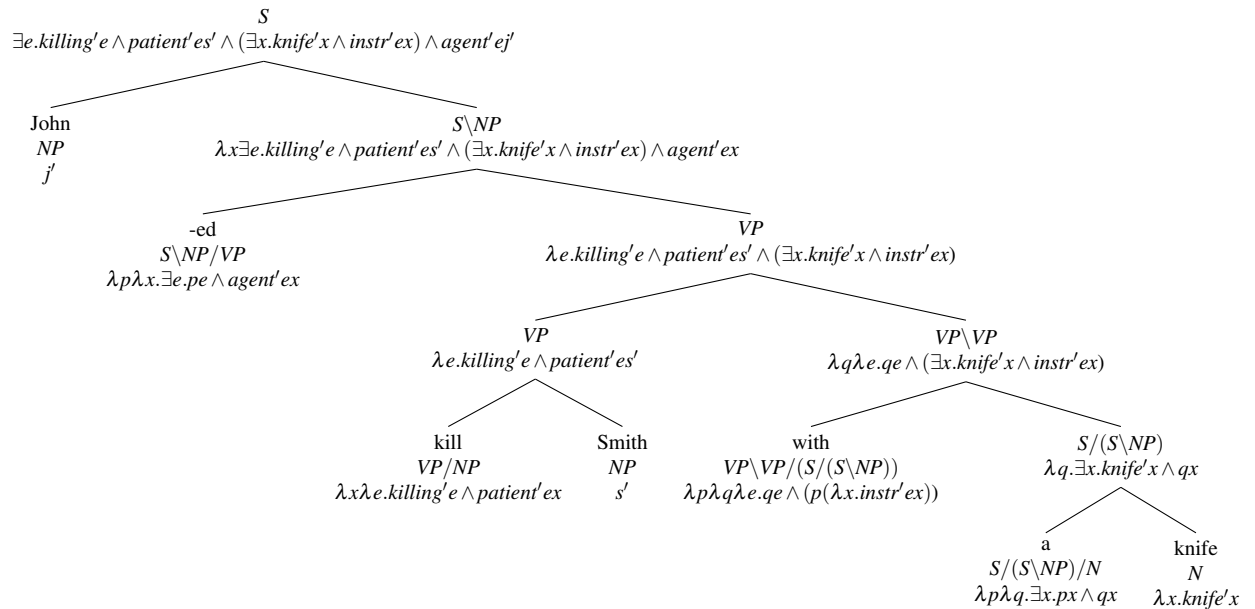 S
∃e.killing′e ∧ patient′es′ ∧ (∃x.knife′x ∧ instr′ex) ∧ agent′ej′
John
NP
j′
S\NP
λx∃e.killing′e ∧ patient′es′ ∧ (∃x.knife′x ∧ instr′ex) ∧ agent′ex
-ed
S\NP/VP
λpλx.∃e.pe ∧ agent′ex
VP
λe.killing′e ∧ patient′es′ ∧ (∃x.knife′x ∧ instr′ex)
VP
λe.killing′e ∧ patient′es′
VP\VP
λqλe.qe ∧ (∃x.knife′x ∧ instr′ex)
kill
VP/NP
λxλe.killing′e ∧ patient′ex
Smith
NP
s′
with
VP\VP/(S/(S\NP))
λpλqλe.qe ∧ (p(λx.instr′ex))
S/(S\NP)
λq.∃x.knife′x ∧ qx
a
S/(S\NP)/N
λpλq.∃x.px ∧ qx
knife
N
λx.knife′x